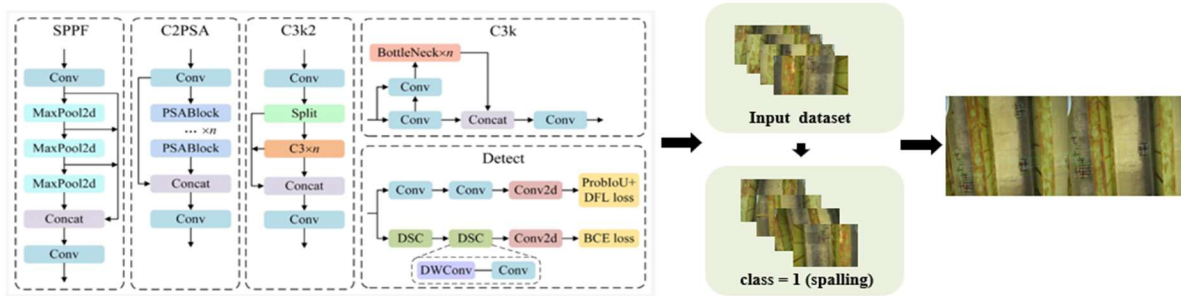 SPPF
Conv
MaxPool2d
MaxPool2d
MaxPool2d
Concat
Conv
C2PSA
Conv
PSABlock
... ×n
PSABlock
Concat
Conv
C3k2
Conv
Split
C3×n
Concat
Conv
C3k
BottleNeck×n
Conv
Conv
Concat
Conv
Detect
Conv
Conv
Conv2d
ProbIoU+
DFL loss
DSC
DSC
Conv2d
BCE loss
DWConv
Conv
Input dataset
class = 1 (spalling)